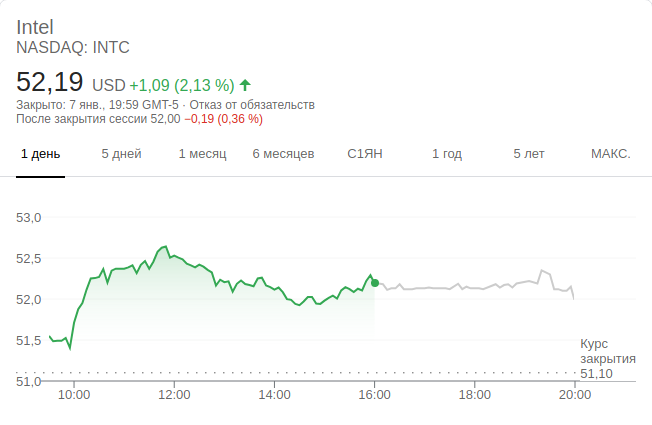 Intel
NASDAQ: INTC
52,19 USD +1,09 (2,13 %)
Закрыто: 7 янв., 19:59 GMT-5 · Отказ от обязательств
После закрытия сессии 52,00 −0,19 (0,36 %)
1 день 5 дней 1 месяц 6 месяцев С1ЯН 1 год 5 лет МАКС.
53,0
52,5
52,0
51,5
51,0
Курс
закрытия
51,10
10:00 12:00 14:00 16:00 18:00 20:00